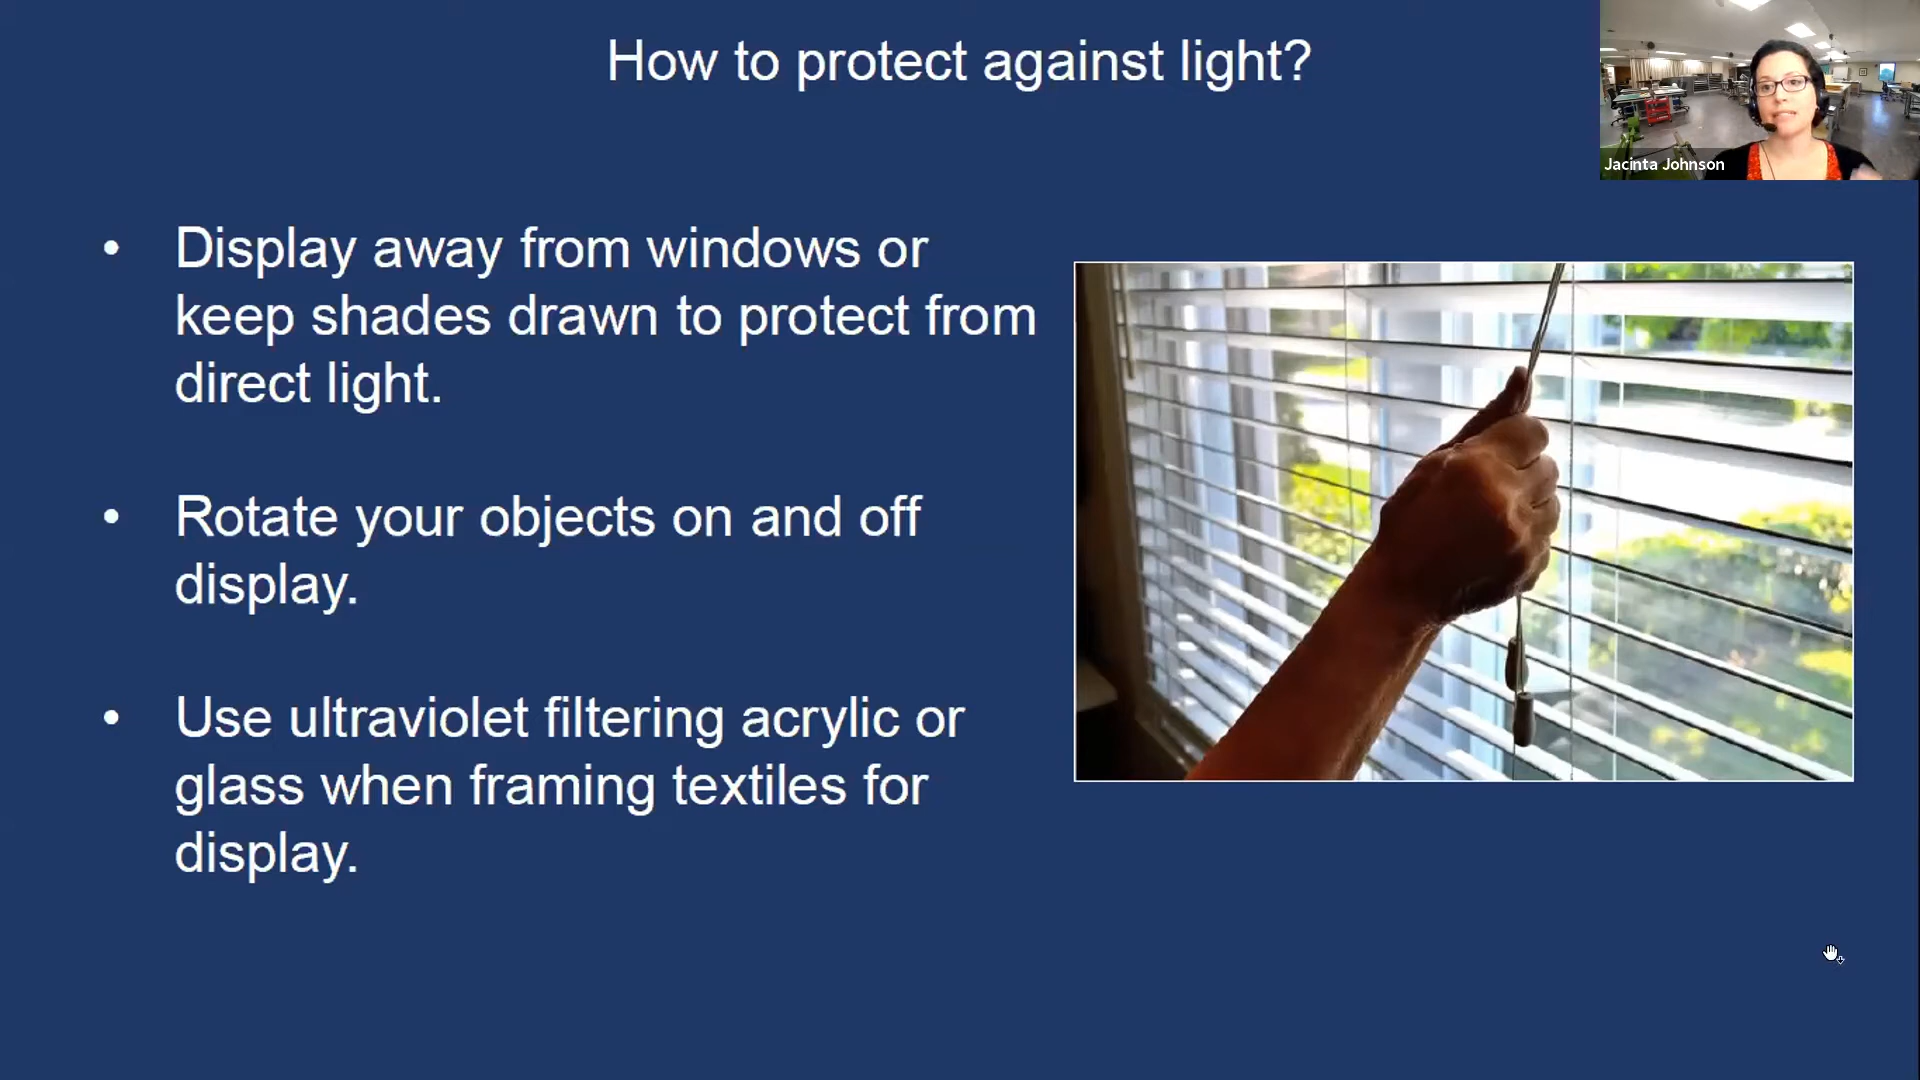 How to protect against light?
Jacinta Johnson
• Display away from windows or
keep shades drawn to protect from
direct light.
• Rotate your objects on and off
display.
• Use ultraviolet filtering acrylic or
glass when framing textiles for
display.